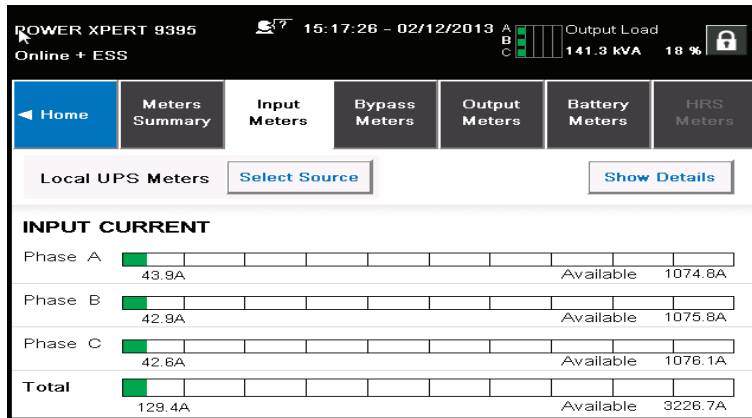 POWER XPERT 9395 15:17:26 - 02/12/2013 A Output Load
B
Online + ESS C 141.3 kVA 18 %
Home Meters Summary Input Meters Bypass Meters Output Meters Battery Meters HRS Meters
Local UPS Meters Select Source Show Details
INPUT CURRENT
Phase A
43.9A Available 1074.8A
Phase B
42.9A Available 1075.8A
Phase C
42.6A Available 1076.1A
Total
129.4A Available 3226.7A